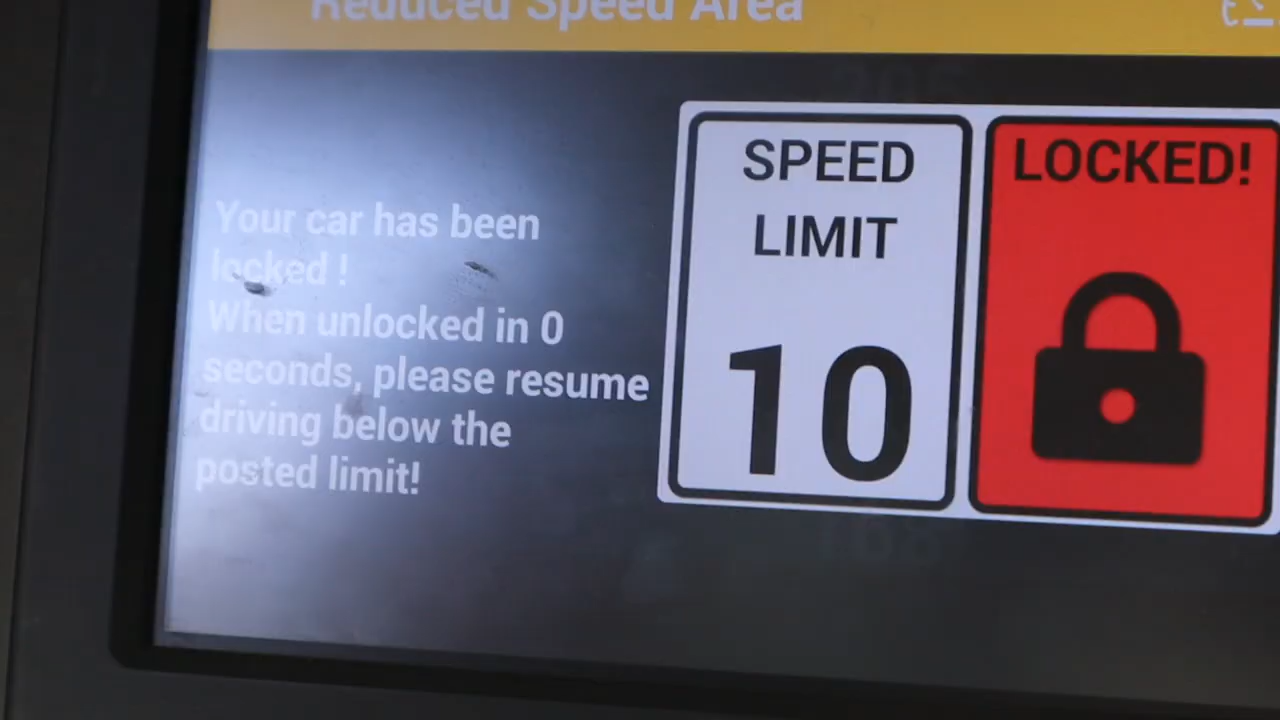 Reduced Speed Area
Your car has been
locked !
When unlocked in 0
seconds, please resume
driving below the
posted limit!
SPEED
LIMIT
10
LOCKED!